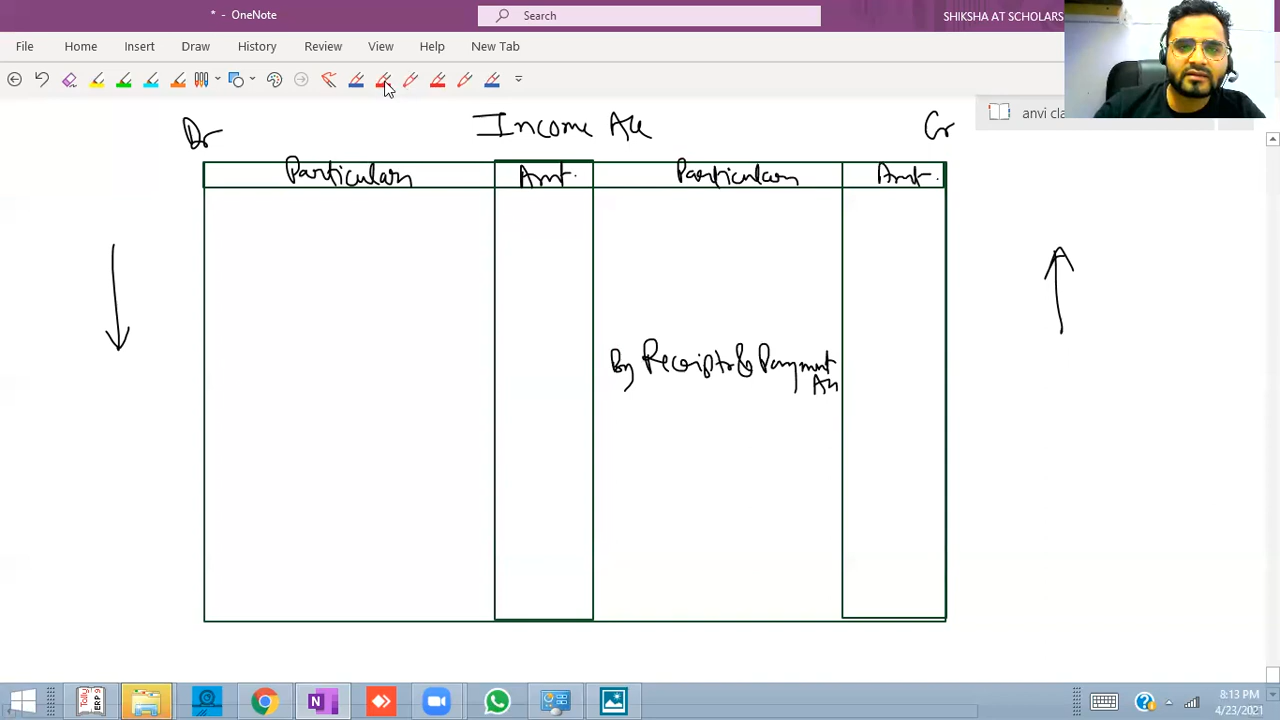 * - OneNote
Search
SHIKSHA AT SCHOLARS
File Home Insert Draw History Review View Help New Tab
anvi cla
Dr Income A/c Cr
Particulars Amt. Particulars Amt.
By Receipts & Payment
A/c
8:13 PM
4/23/2021